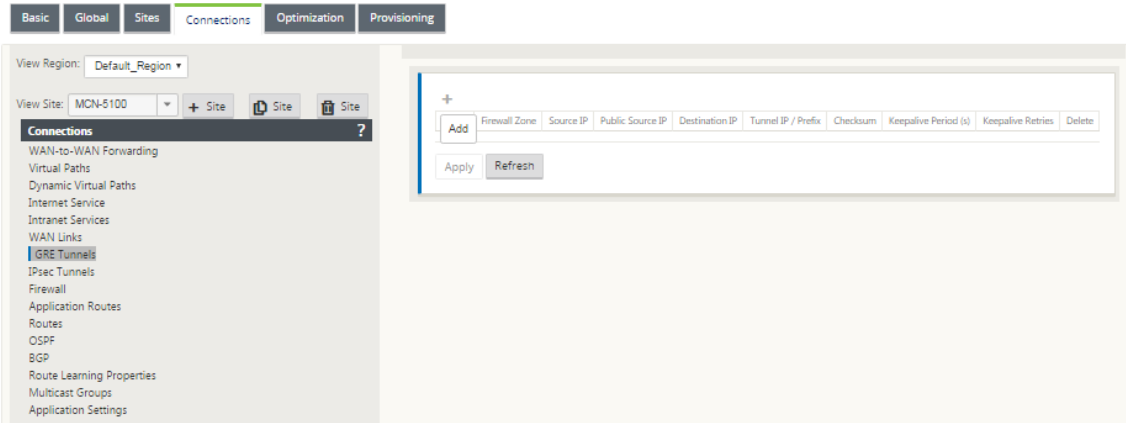 Basic Global Sites Connections Optimization Provisioning
View Region: Default_Region
View Site: MCN-5100 + Site Site Site
Connections ?
WAN-to-WAN Forwarding
Virtual Paths
Dynamic Virtual Paths
Internet Service
Intranet Services
WAN Links
GRE Tunnels
IPsec Tunnels
Firewall
Application Routes
Routes
OSPF
BGP
Route Learning Properties
Multicast Groups
Application Settings
+
Add Firewall Zone Source IP Public Source IP Destination IP Tunnel IP / Prefix Checksum Keepalive Period (s) Keepalive Retries Delete
Apply Refresh